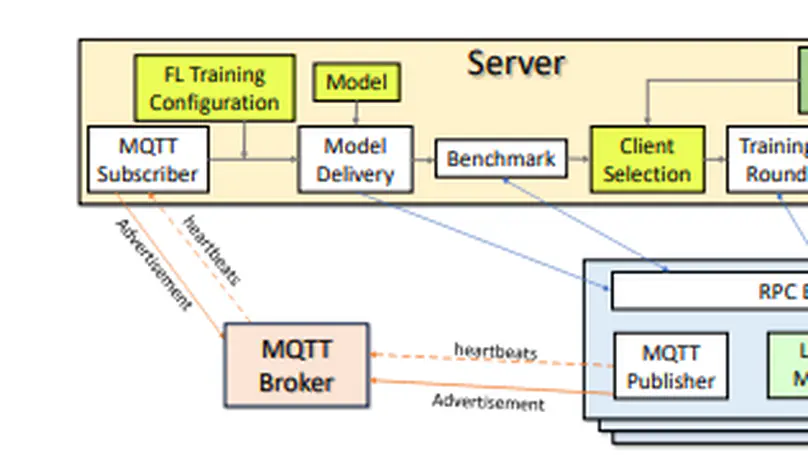 Server
FL Training
Configuration
Model
MQTT
Subscriber
Model
Delivery
Benchmark
Client
Selection
Training
Round
Advertisement
heartbeats
RPC
MQTT
Broker
heartbeats
Advertisement
MQTT
Publisher